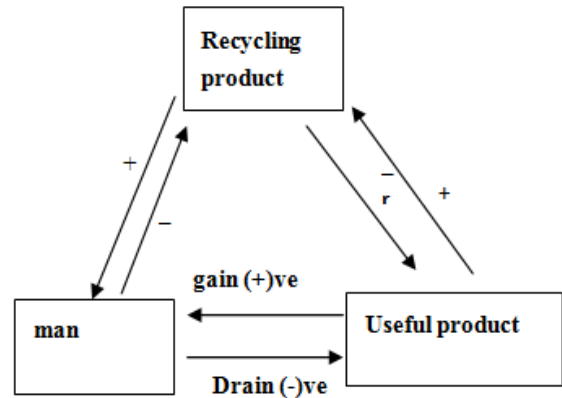 Recycling
product
+
–
–
r
+
gain (+)ve
man
Useful product
Drain (-)ve